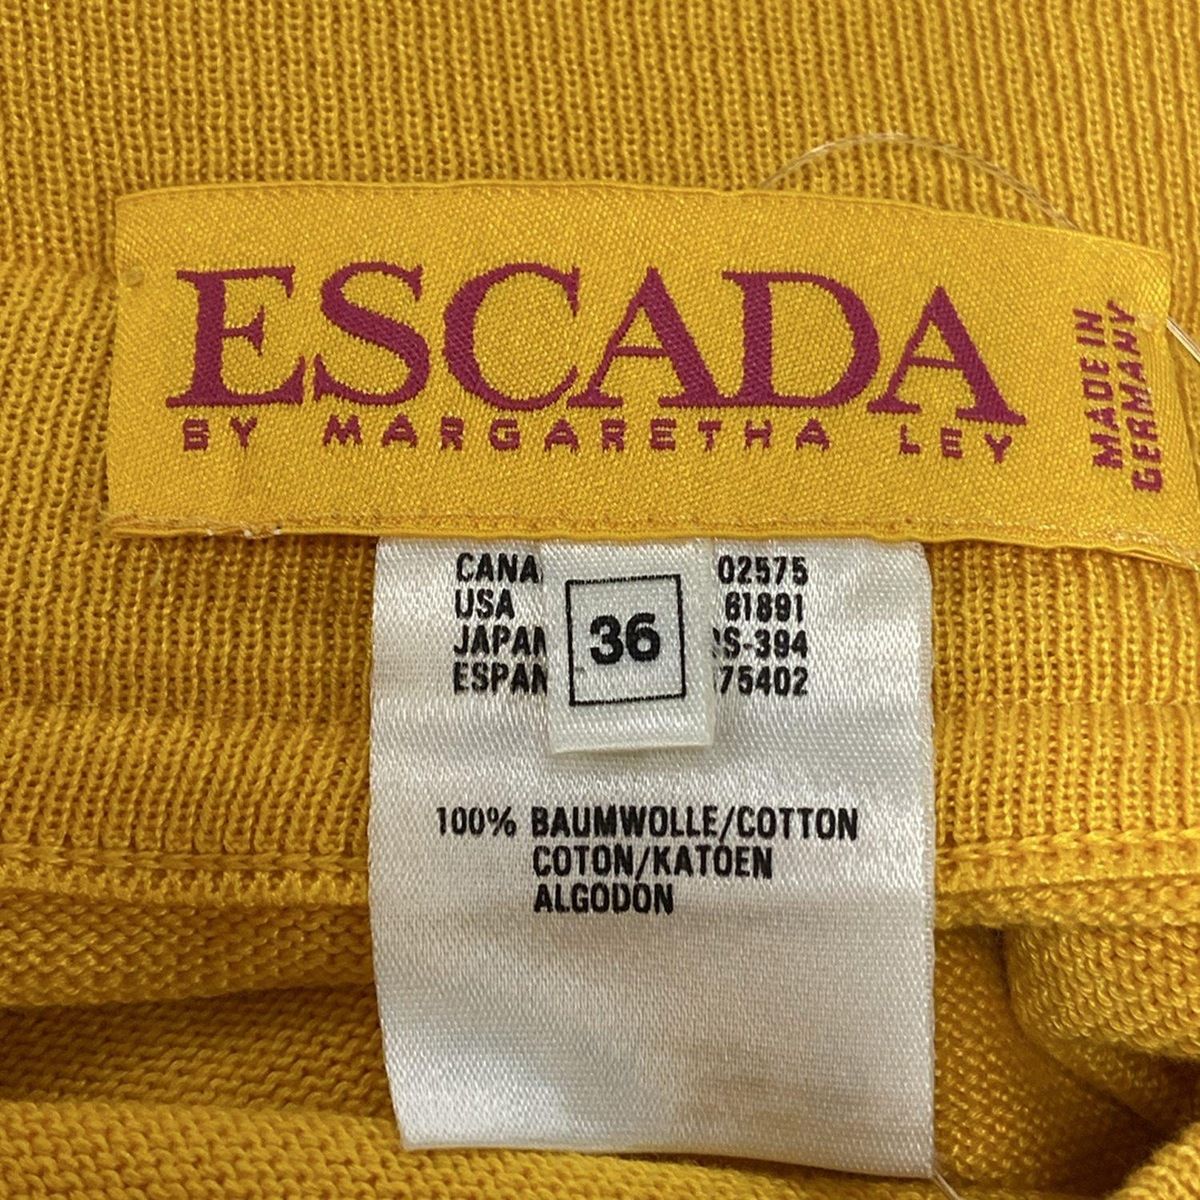 ESCADA
BY MARGARETHA LEY
MADE IN
GERMANY
CANA 02575
USA 61891
JAPAN S-394
ESPAN 75402
36
100% BAUMWOLLE/COTTON
COTON/KATOEN
ALGODON